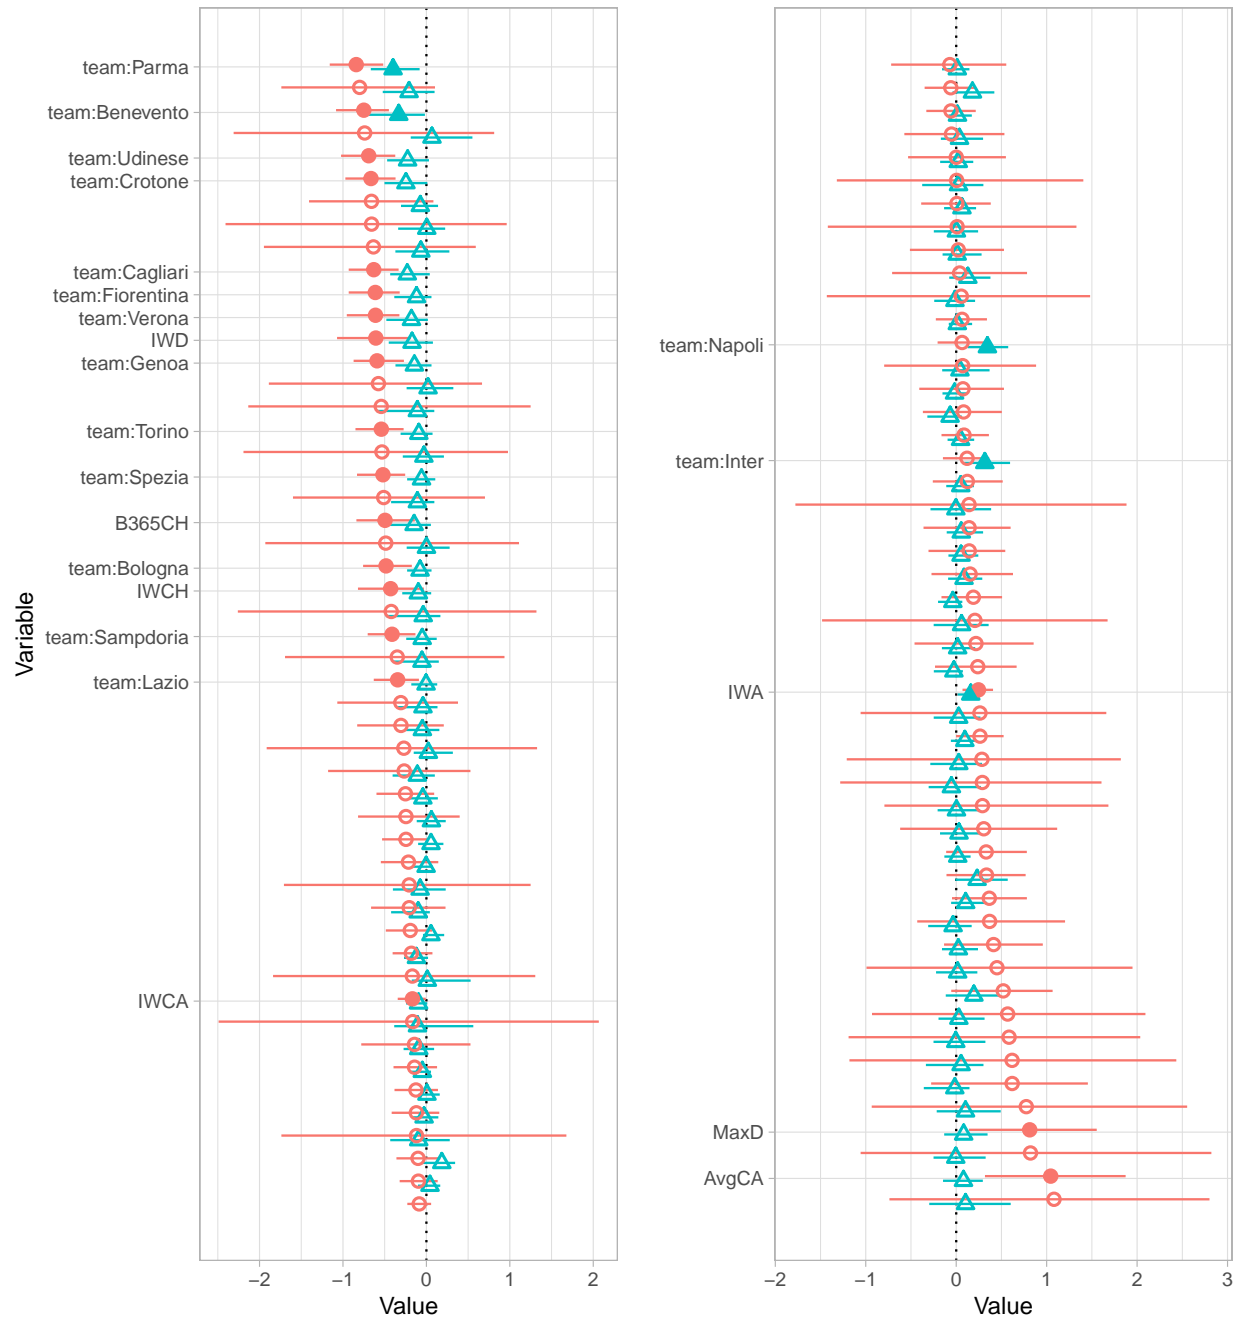 team:Parma
team:Benevento
team:Udinese
team:Crotone
team:Cagliari
team:Fiorentina
team:Verona
IWD
team:Genoa
team:Torino
team:Spezia
B365CH
team:Bologna
IWCH
team:Sampdoria
team:Lazio
IWCA
Variable
−2 −1 0 1 2
Value
team:Napoli
team:Inter
IWA
MaxD
AvgCA
−2 −1 0 1 2 3
Value